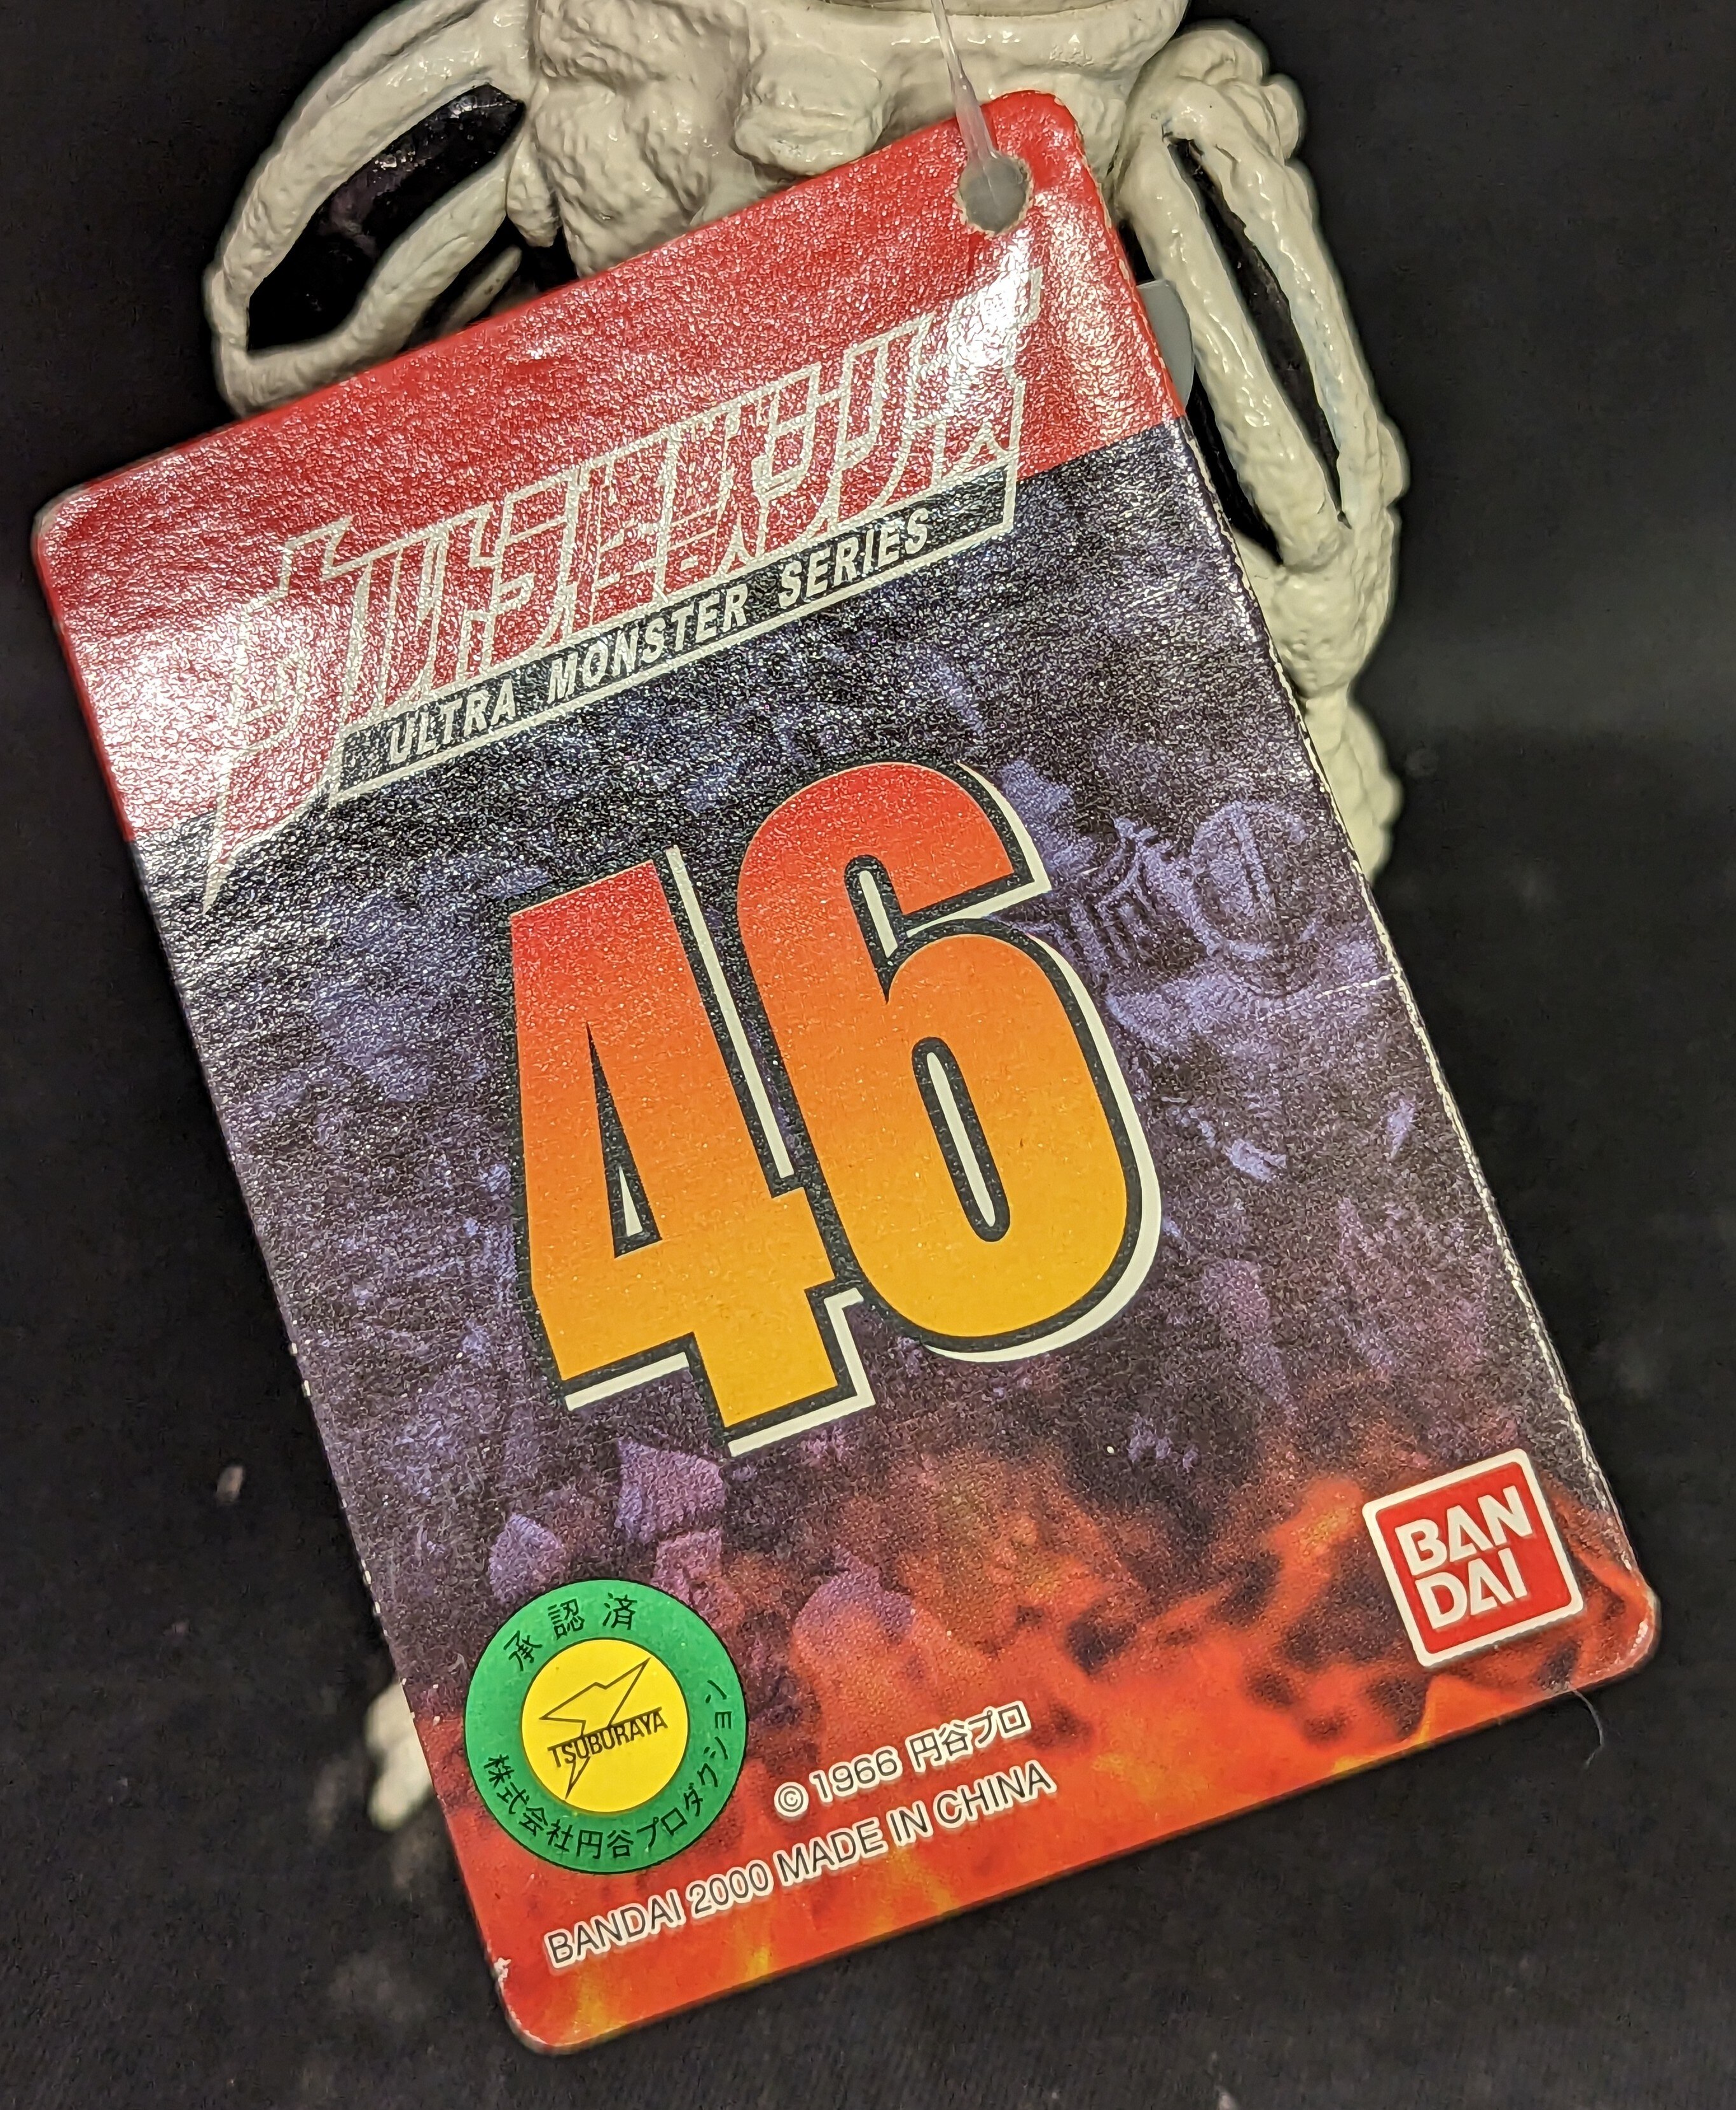 ウルトラ怪獣シリーズ
ULTRA MONSTER SERIES
46
BAN
DAI
承認済
TSUBURAYA
株式会社円谷プロダクション
© 1966 円谷プロ
BANDAI 2000 MADE IN CHINA